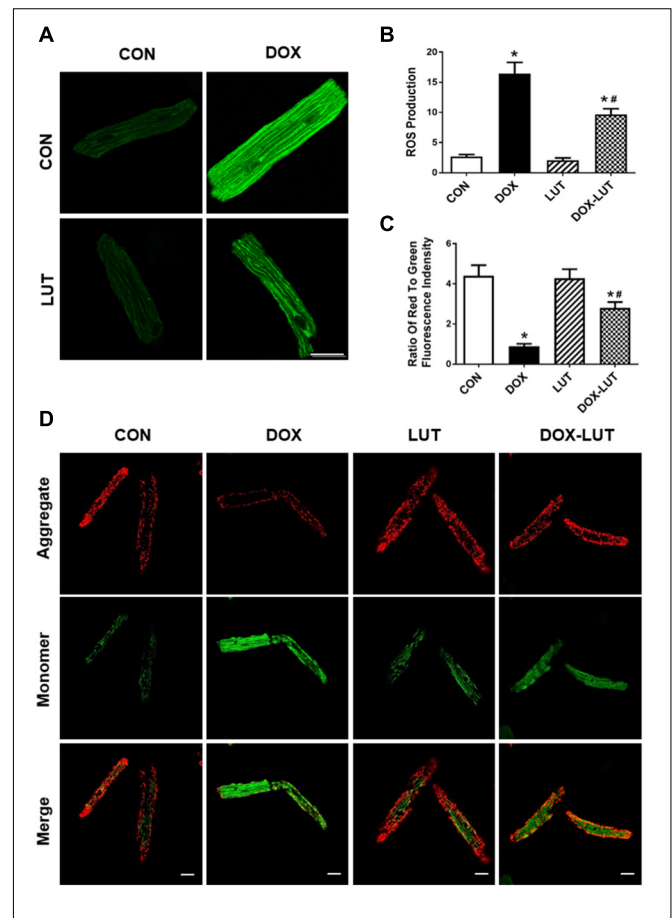 A
CON DOX
CON
LUT
B
ROS Production
20
15
10
5
0
*
* #
CON DOX LUT DOX-LUT
C
Ratio Of Red To Green
Fluorescence Indensity
6
4
2
0
*
* #
CON DOX LUT DOX-LUT
D
CON DOX LUT DOX-LUT
Aggregate
Monomer
Merge